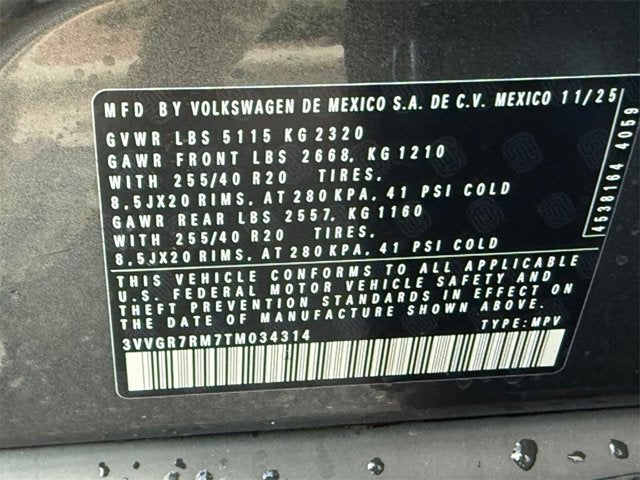 MFD BY VOLKSWAGEN DE MEXICO S.A. DE C.V. MEXICO 11/25
GVWR LBS 5115 KG 2320
GAWR FRONT LBS 2668, KG 1210
WITH 255/40 R20 TIRES,
8,5JX20 RIMS, AT 280 KPA, 41 PSI COLD
GAWR REAR LBS 2557, KG 1160
WITH 255/40 R20 TIRES,
8,5JX20 RIMS, AT 280 KPA, 41 PSI COLD
THIS VEHICLE CONFORMS TO ALL APPLICABLE
U.S. FEDERAL MOTOR VEHICLE SAFETY AND
THEFT PREVENTION STANDARDS IN EFFECT ON
THE DATE OF MANUFACTURE SHOWN ABOVE.
TYPE: MPV
3VVGR7RM7TM034314
4538164 4059